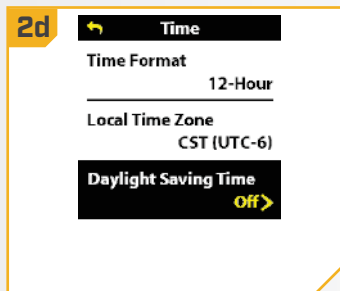 2d
Time
Time Format
12-Hour
Local Time Zone
CST (UTC-6)
Daylight Saving Time
Off